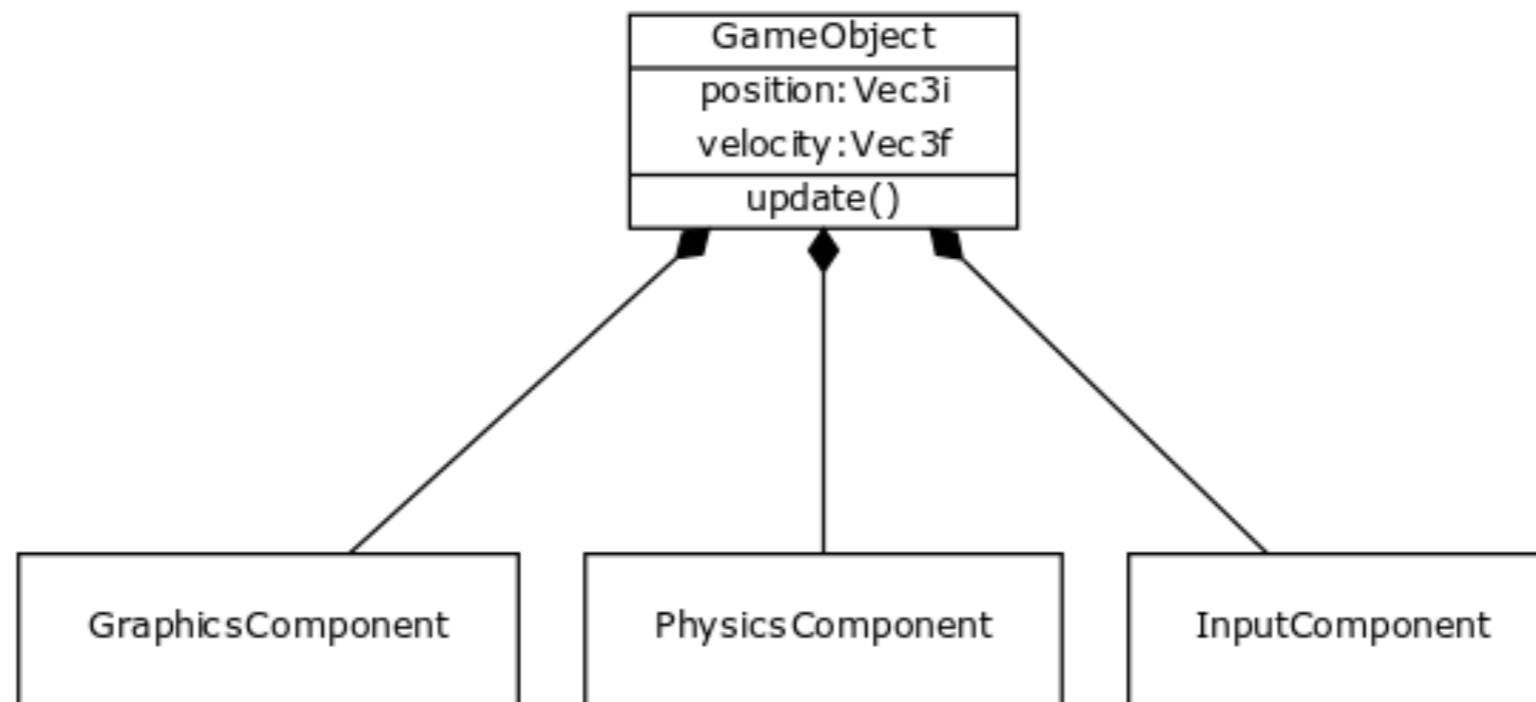 GameObject
position: Vec3i
velocity: Vec3f
update()
GraphicsComponent
PhysicsComponent
InputComponent